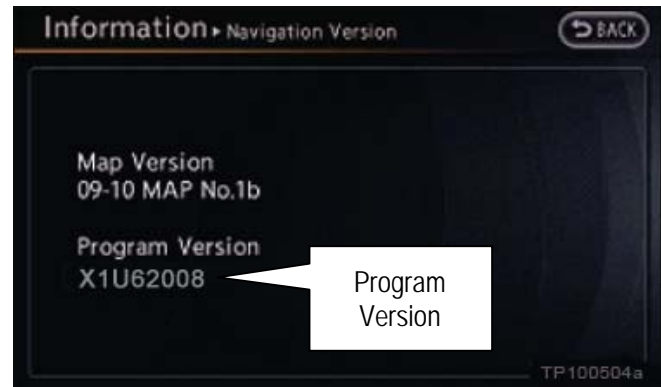 Information ▸ Navigation Version
BACK
Map Version
09-10 MAP No.1b
Program Version
X1U62008
Program
Version
TP100504a